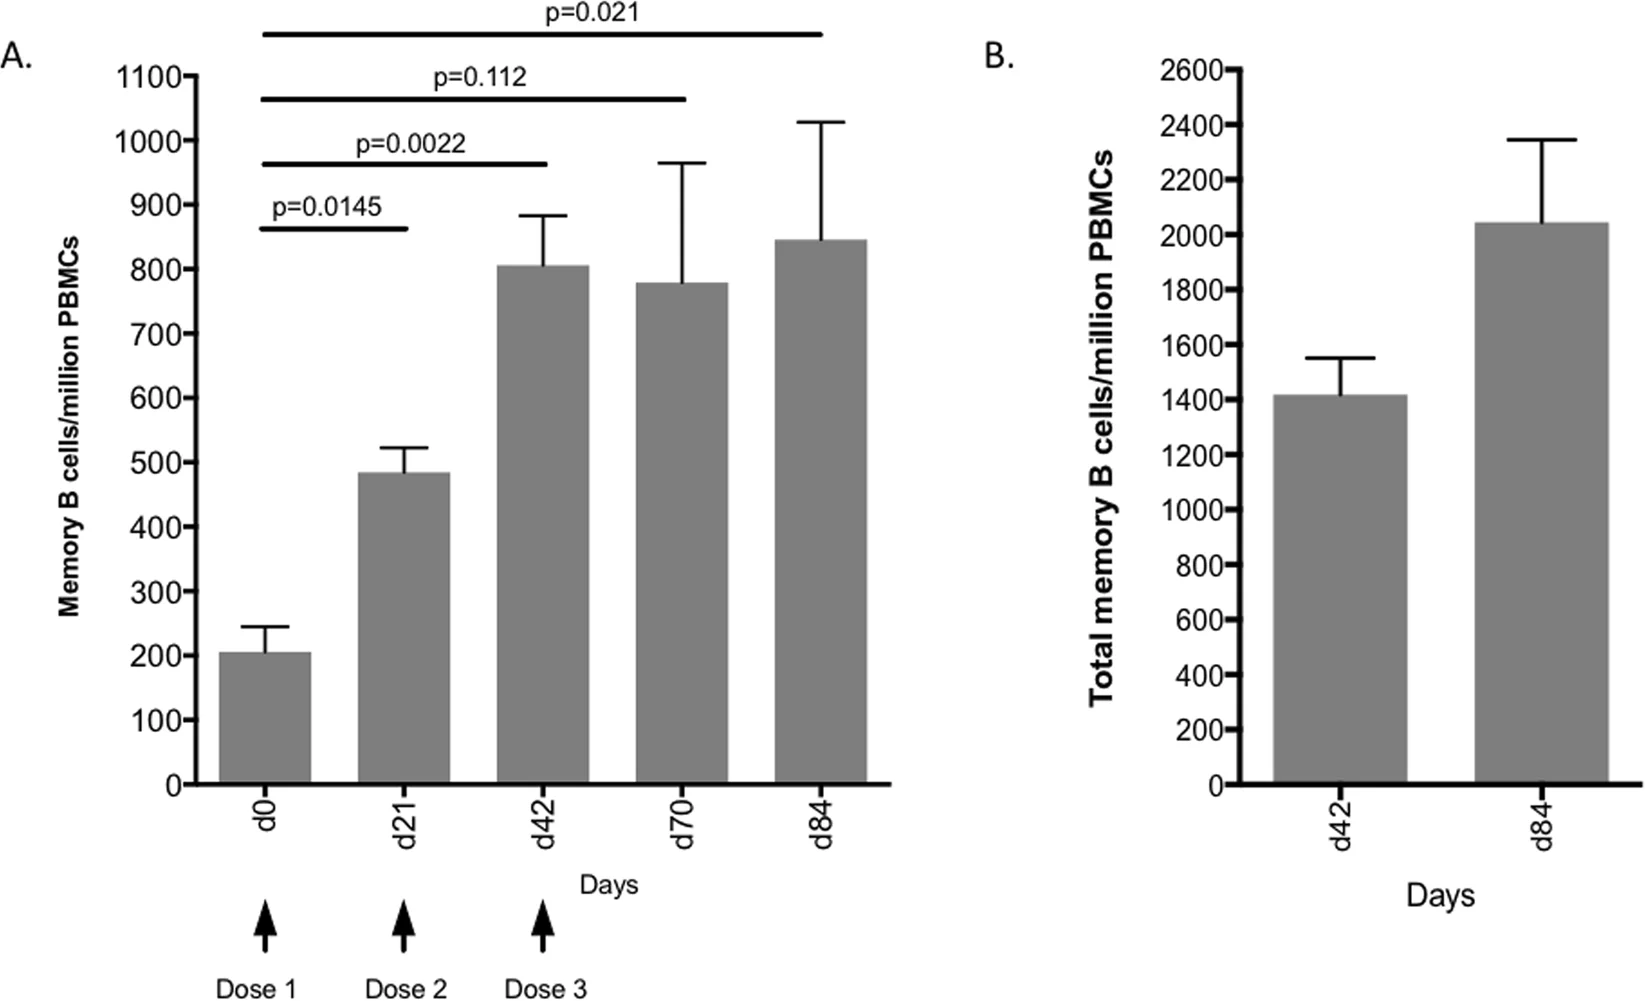 A.
p=0.021
p=0.112
p=0.0022
p=0.0145
1100
1000
900
800
700
600
500
400
300
200
100
0
Memory B cells/million PBMCs
d0
d21
d42
d70
d84
Days
Dose 1
Dose 2
Dose 3
B.
2600
2400
2200
2000
1800
1600
1400
1200
1000
800
600
400
200
0
Total memory B cells/million PBMCs
d42
d84
Days